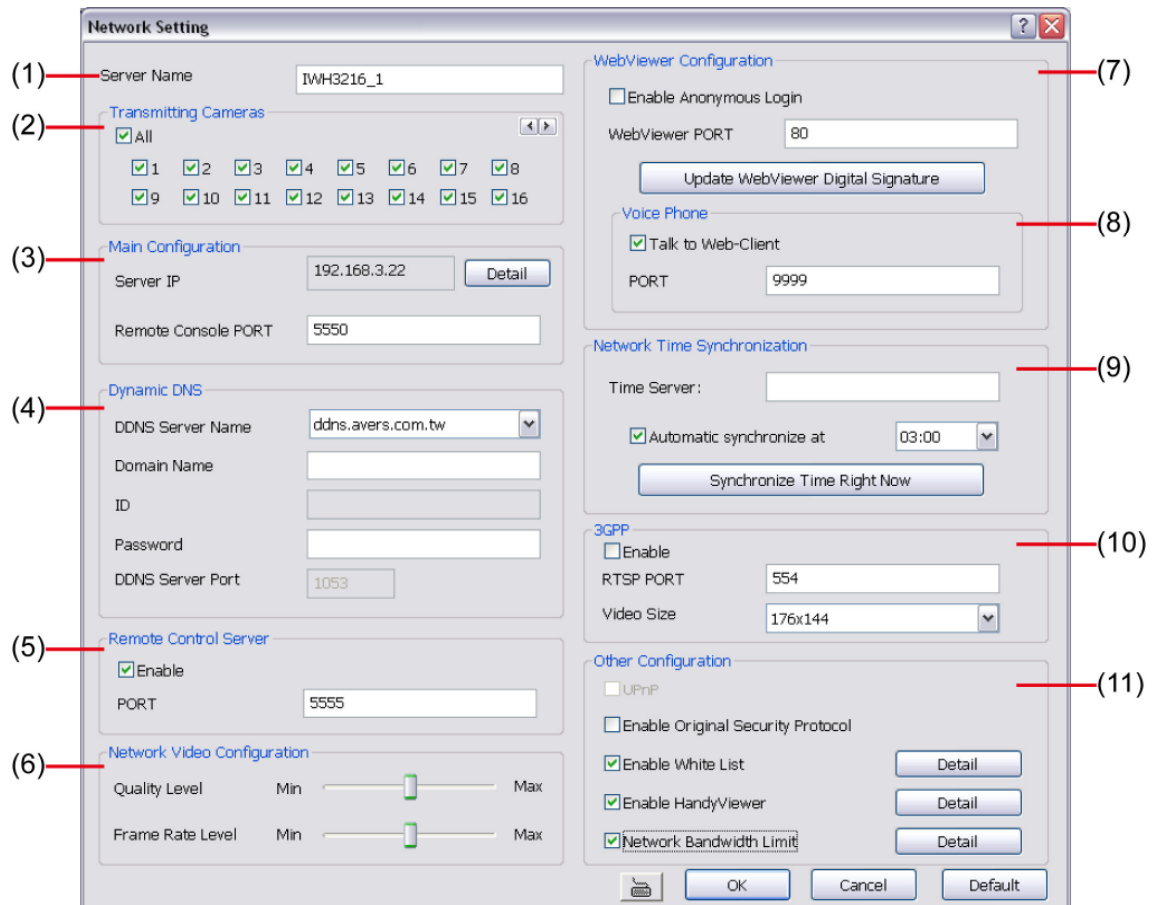 Network Setting
(1)
Server Name
IWH3216_1
(2)
Transmitting Cameras
All
1 2 3 4 5 6 7 8
9 10 11 12 13 14 15 16
(3)
Main Configuration
Server IP
192.168.3.22
Detail
Remote Console PORT
5550
(4)
Dynamic DNS
DDNS Server Name
ddns.avers.com.tw
Domain Name
ID
Password
DDNS Server Port
1053
(5)
Remote Control Server
Enable
PORT
5555
(6)
Network Video Configuration
Quality Level Min Max
Frame Rate Level Min Max
WebViewer Configuration
(7)
Enable Anonymous Login
WebViewer PORT
80
Update WebViewer Digital Signature
Voice Phone
(8)
Talk to Web-Client
PORT
9999
Network Time Synchronization
(9)
Time Server:
Automatic synchronize at
03:00
Synchronize Time Right Now
3GPP
(10)
Enable
RTSP PORT
554
Video Size
176x144
Other Configuration
(11)
UPnP
Enable Original Security Protocol
Enable White List
Detail
Enable HandyViewer
Detail
Network Bandwidth Limit
Detail
OK
Cancel
Default